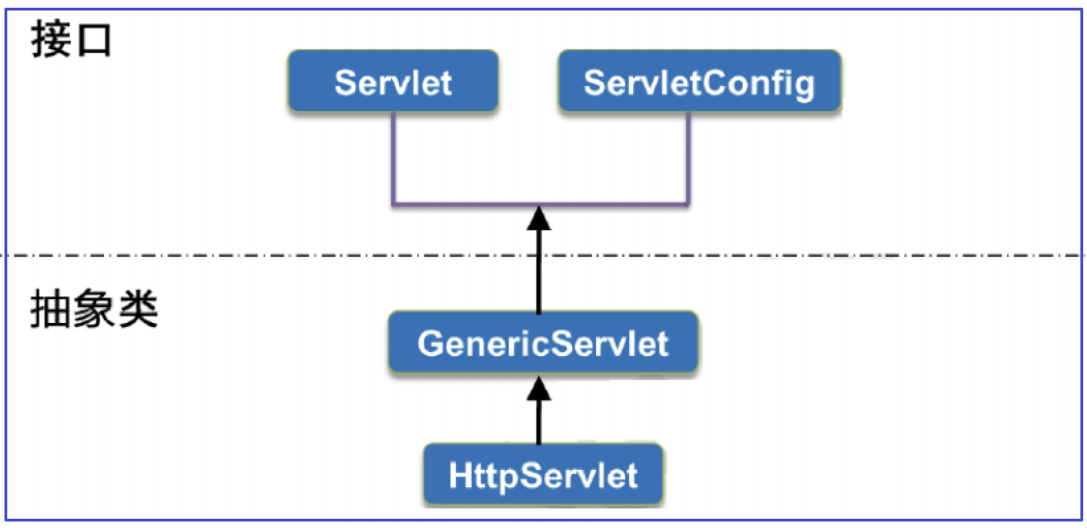 接口
Servlet
ServletConfig
抽象类
GenericServlet
HttpServlet